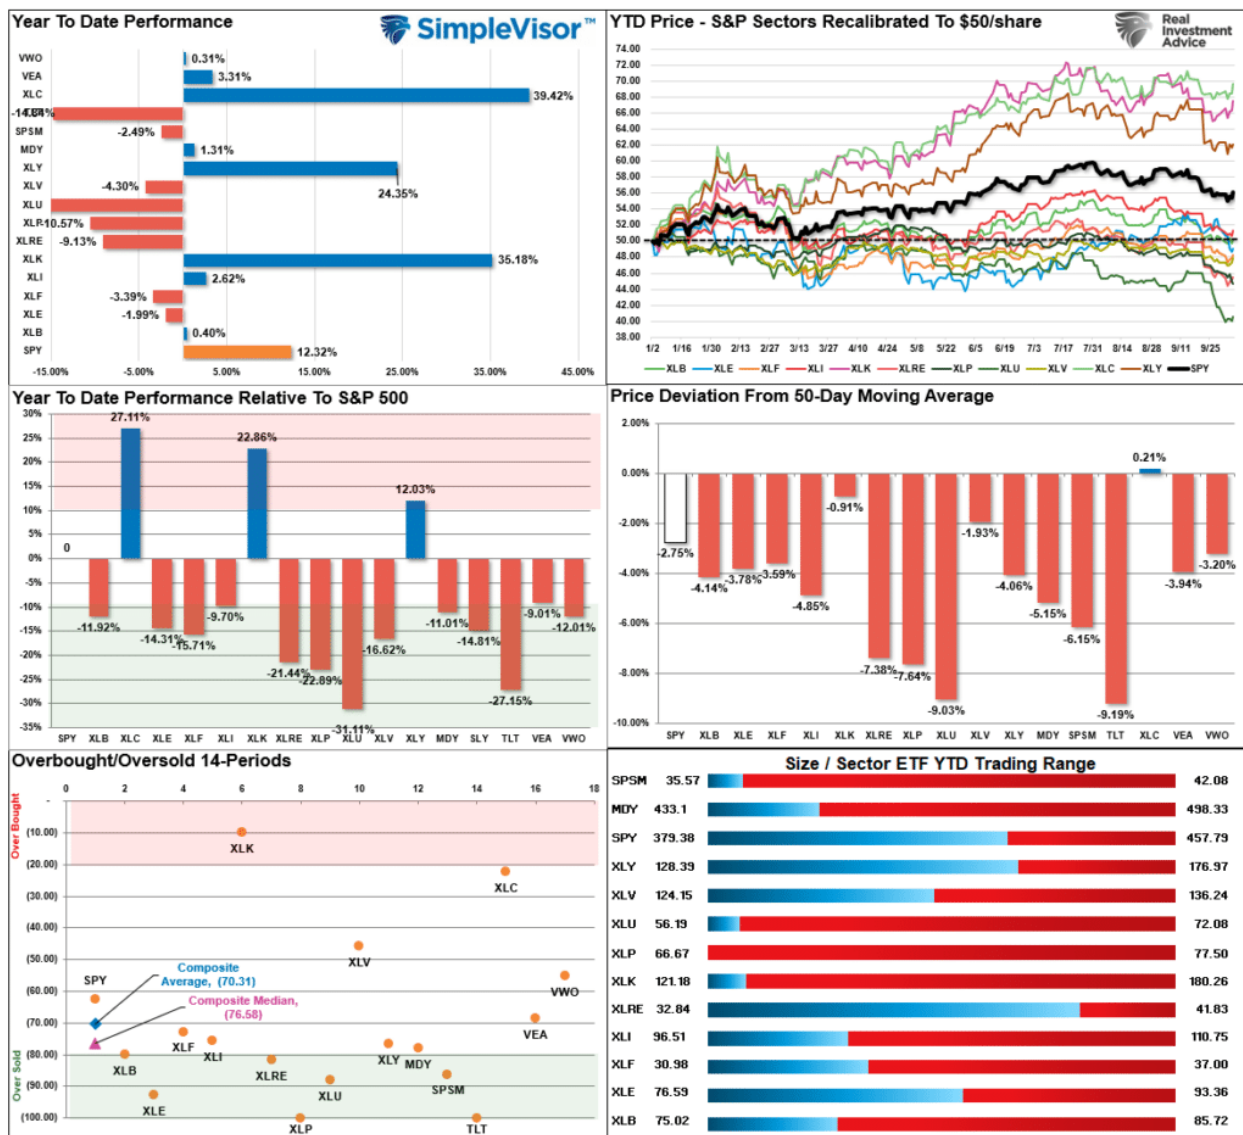 Year To Date Performance
SimpleVisor™
VWO 0.31%
VEA 3.31%
XLC 39.42%
SPSM -2.49%
MDY 1.31%
XLY 24.35%
XLV -4.30%
XLU
XLP -10.57%
XLRE -9.13%
XLK 35.18%
XLI 2.62%
XLF -3.39%
XLE -1.99%
XLB 0.40%
SPY 12.32%
-15.00% -5.00% 5.00% 15.00% 25.00% 35.00% 45.00%
YTD Price - S&P Sectors Recalibrated To $50/share
Real
Investment
Advice
74.00
72.00
70.00
68.00
66.00
64.00
62.00
60.00
58.00
56.00
54.00
52.00
50.00
48.00
46.00
44.00
42.00
40.00
38.00
1/2 1/16 1/30 2/13 2/27 3/13 3/27 4/10 4/24 5/8 5/22 6/5 6/19 7/3 7/17 7/31 8/14 8/28 9/11 9/25
XLB XLE XLF XLI XLK XLRE XLP XLU XLV XLC XLY SPY
Year To Date Performance Relative To S&P 500
30%
25%
20%
15%
10%
5%
0%
-5%
-10%
-15%
-20%
-25%
-30%
-35%
0 -11.92% 27.11% -14.31% -15.71% -9.70% 22.86% -21.44% -22.89% -31.11% -16.62% 12.03% -11.01% -14.81% -27.15% -9.01% -12.01%
SPY XLB XLC XLE XLF XLI XLK XLRE XLP XLU XLV XLY MDY SLY TLT VEA VWO
Price Deviation From 50-Day Moving Average
2.00%
0.00%
-2.00%
-4.00%
-6.00%
-8.00%
-10.00%
-2.75% -4.14% -3.78% -3.59% -4.85% -0.91% -7.38% -7.64% -9.03% -1.93% -4.06% -5.15% -6.15% -9.19% 0.21% -3.94% -3.20%
SPY XLB XLE XLF XLI XLK XLRE XLP XLU XLV XLY MDY SPSM TLT XLC VEA VWO
Overbought/Oversold 14-Periods
0 2 4 6 8 10 12 14 16 18
-
(10.00)
(20.00)
(30.00)
(40.00)
(50.00)
(60.00)
(70.00)
(80.00)
(90.00)
(100.00)
Over Bought
Over Sold
XLK
XLC
XLV
SPY
VWO
Composite
Average, (70.31)
Composite Median,
(76.58)
VEA
XLF
XLI
XLB
XLY
MDY
XLRE
XLU
SPSM
XLE
XLP
TLT
Size / Sector ETF YTD Trading Range
SPSM 35.57 42.08
MDY 433.1 498.33
SPY 379.38 457.79
XLY 128.39 176.97
XLV 124.15 136.24
XLU 56.19 72.08
XLP 66.67 77.50
XLK 121.18 180.26
XLRE 32.84 41.83
XLI 96.51 110.75
XLF 30.98 37.00
XLE 76.59 93.36
XLB 75.02 85.72